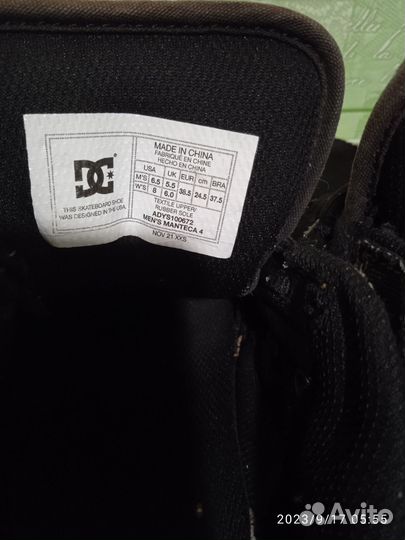 MADE IN CHINA
FABRIQUÉ EN CHINE
HECHO EN CHINA
USA UK EUR cm BRA
M'S 6.5 5.5 38.5 24.5 37.5
W'S 8 6.0
TEXTILE UPPER/
RUBBER SOLE
ADYS100672
MEN'S MANTECA 4
NOV 21 XXS
DC
THIS SKATEBOARD SHOE
WAS DESIGNED IN THE USA.
2023/9/17 05:55
Avito